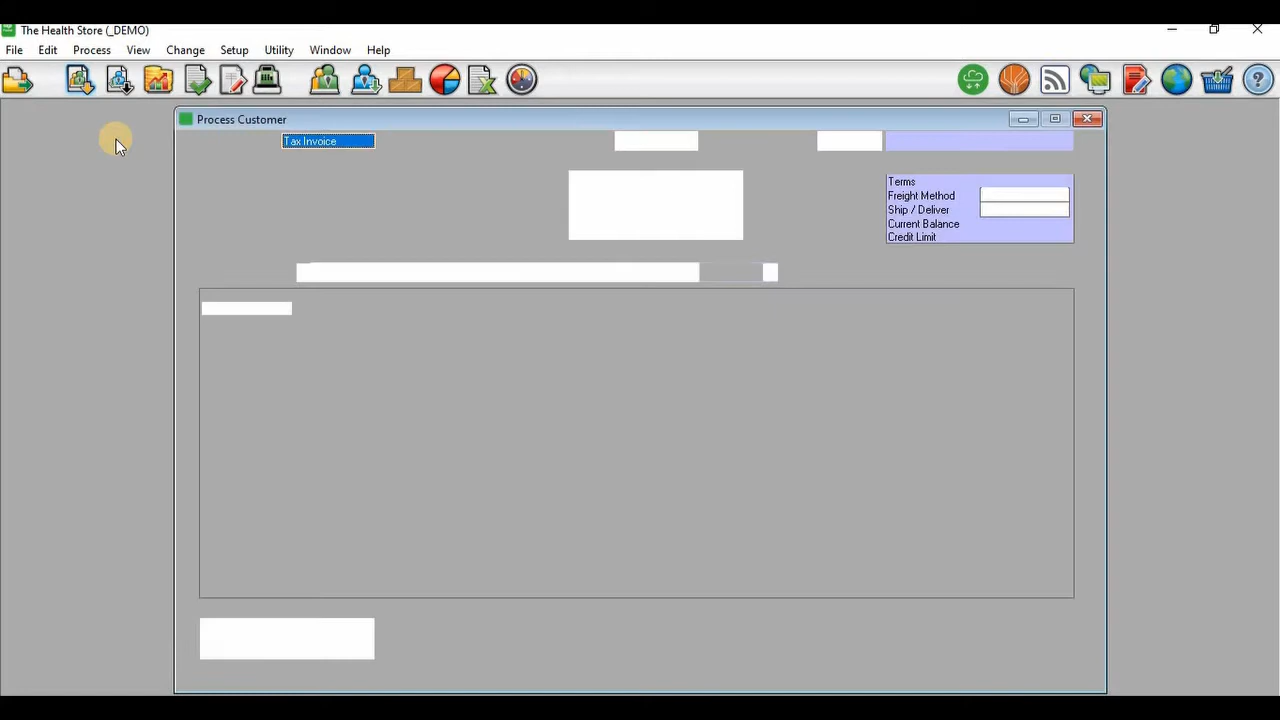 The Health Store (_DEMO)
File Edit Process View Change Setup Utility Window Help
Process Customer
Tax Invoice
Terms
Freight Method
Ship / Deliver
Current Balance
Credit Limit